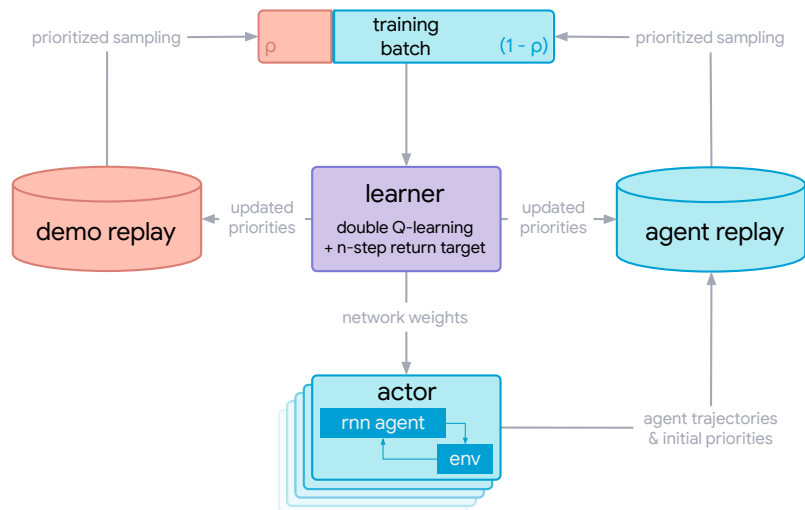 prioritized sampling
ρ
training
batch
(1 - ρ)
prioritized sampling
demo replay
updated
priorities
learner
double Q-learning
+ n-step return target
updated
priorities
agent replay
network weights
actor
rnn agent
env
agent trajectories
& initial priorities